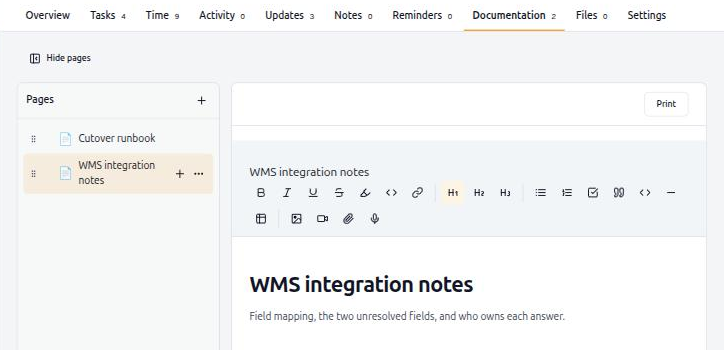 Overview Tasks 4 Time 9 Activity 0 Updates 3 Notes 0 Reminders 0 Documentation 2 Files 0 Settings
Hide pages
Pages
Print
Cutover runbook
WMS integration
notes
WMS integration notes
B I U S H1 H2 H3
WMS integration notes
Field mapping, the two unresolved fields, and who owns each answer.